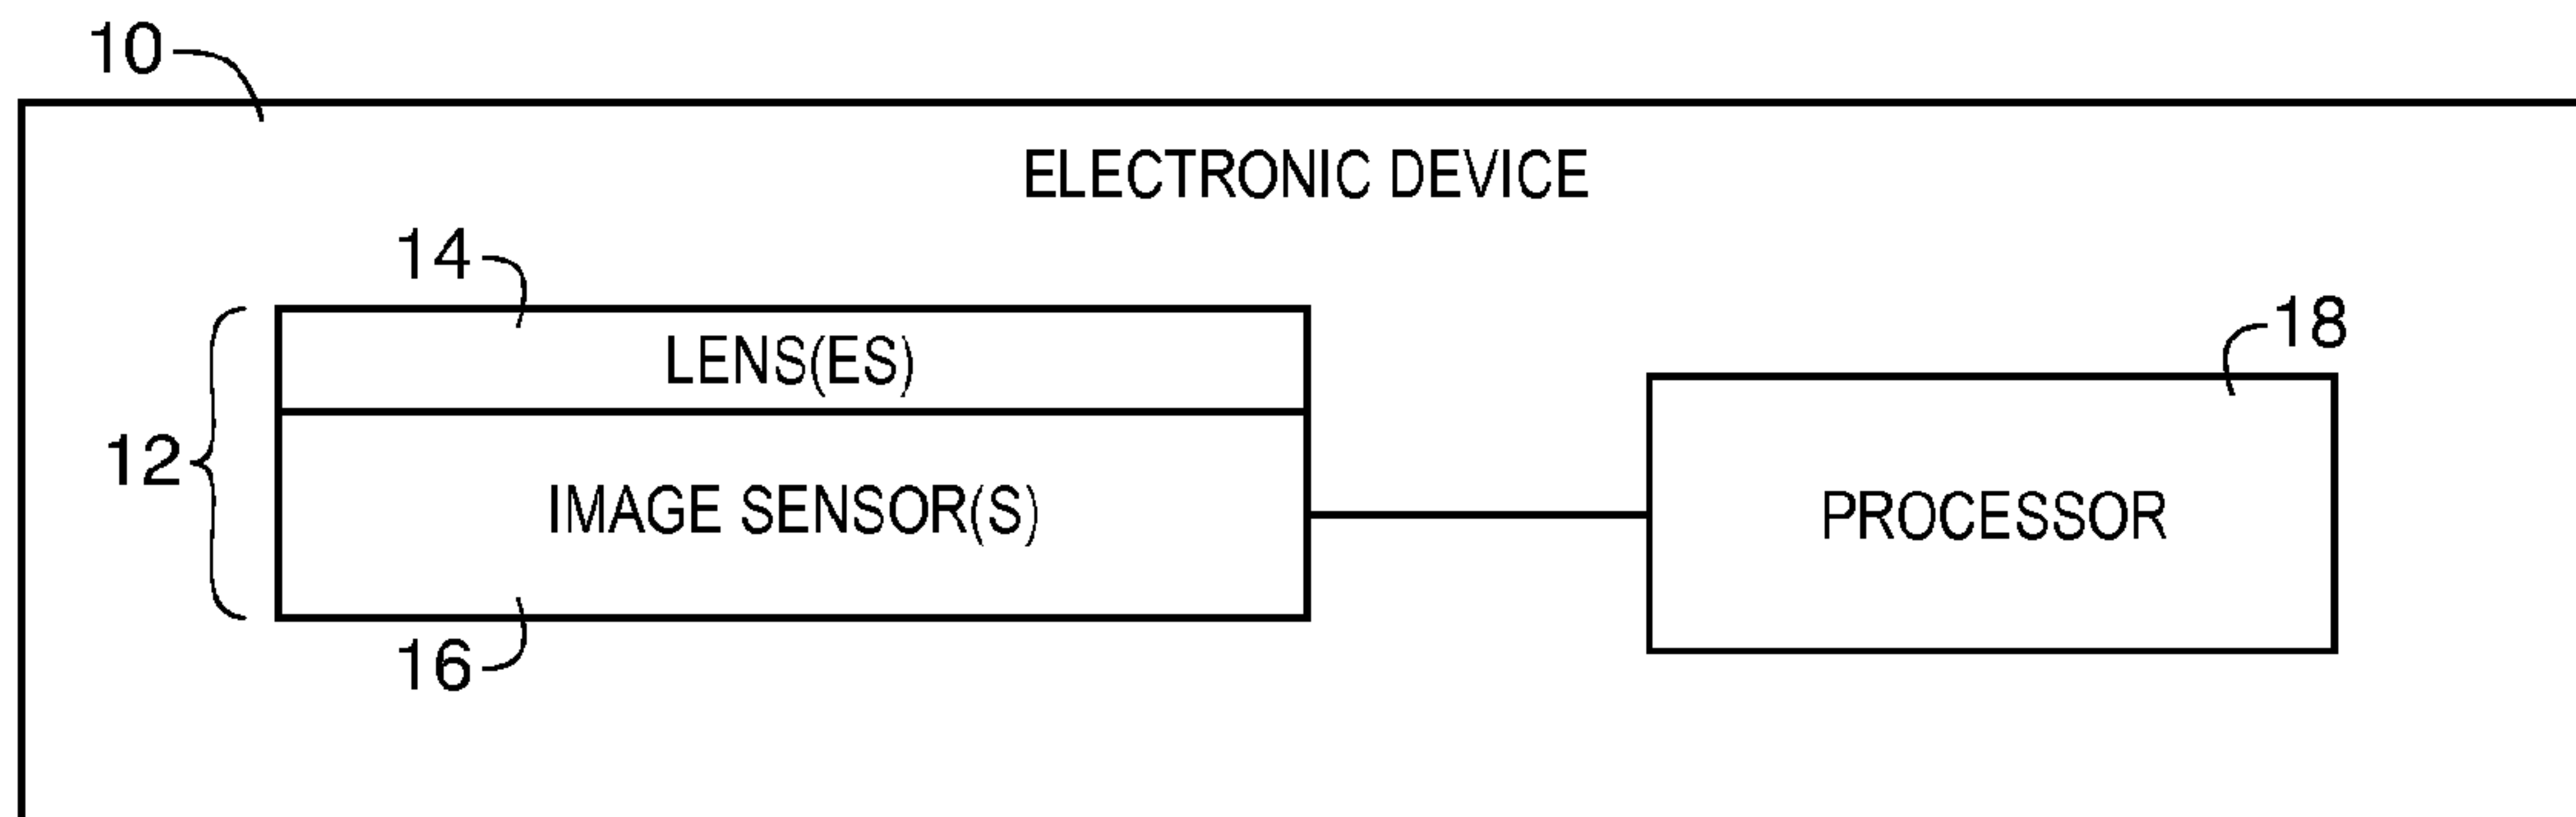 10
ELECTRONIC DEVICE
14
LENS(ES)
18
12
IMAGE SENSOR(S)
PROCESSOR
16